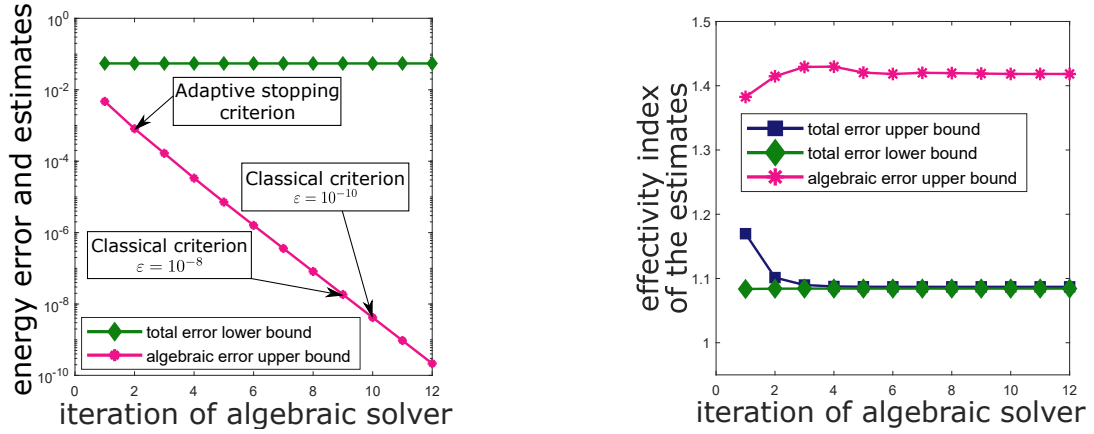 energy error and estimates
10^0
10^-2
10^-4
10^-6
10^-8
10^-10
Adaptive stopping
criterion
Classical criterion
ε = 10^-10
Classical criterion
ε = 10^-8
total error lower bound
algebraic error upper bound
0 2 4 6 8 10 12
iteration of algebraic solver
effectivity index
of the estimates
1.5
1.4
1.3
1.2
1.1
1
total error upper bound
total error lower bound
algebraic error upper bound
0 2 4 6 8 10 12
iteration of algebraic solver